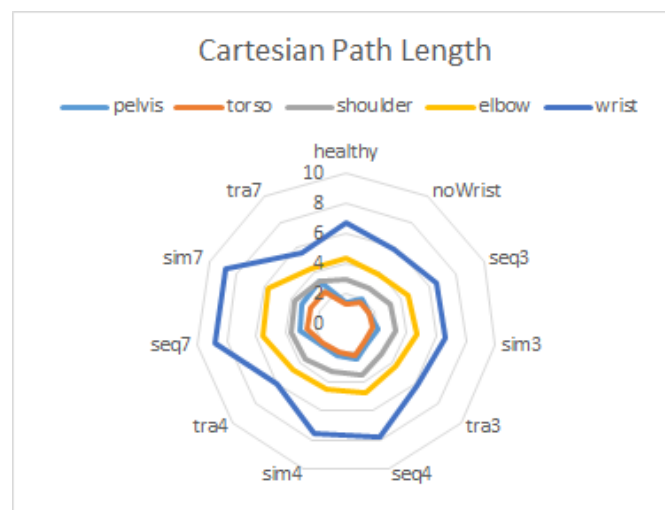 Cartesian Path Length
pelvis torso shoulder elbow wrist
healthy
10
tra7 noWrist
8
6
sim7 4 seq3
2
0
seq7 sim3
tra4 tra3
sim4 seq4